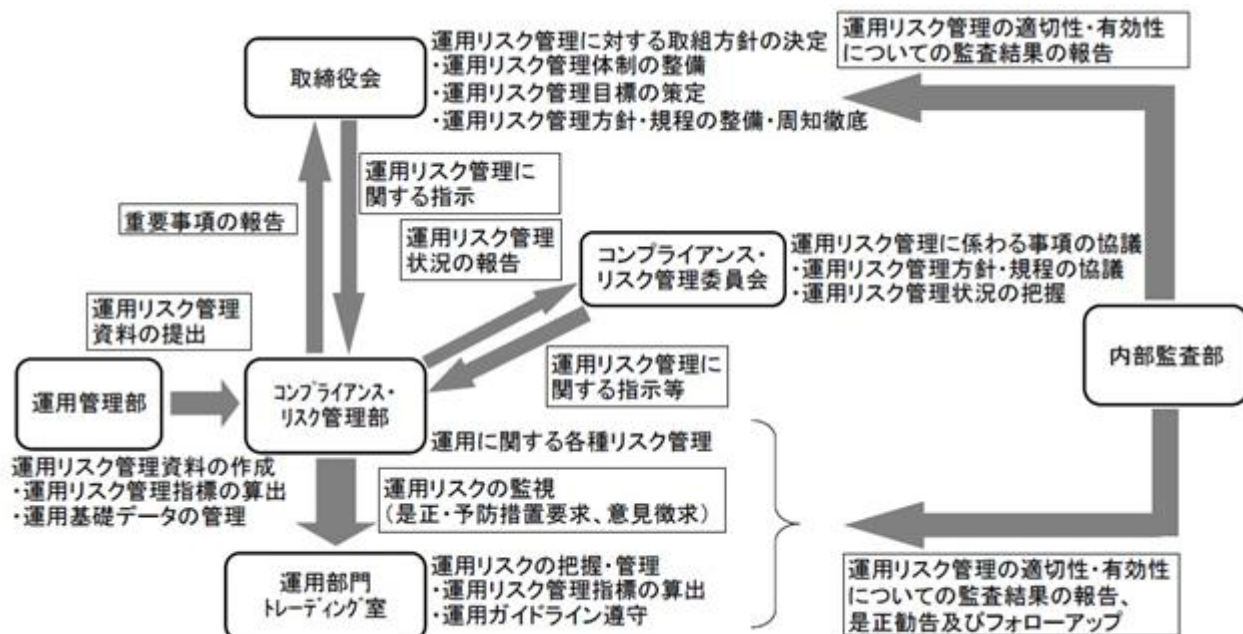 取締役会
運用リスク管理に対する取組方針の決定
・運用リスク管理体制の整備
・運用リスク管理目標の策定
・運用リスク管理方針・規程の整備・周知徹底
運用リスク管理の適切性・有効性
についての監査結果の報告
運用リスク管理に
関する指示
重要事項の報告
運用リスク管理
状況の報告
コンプライアンス・
リスク管理委員会
運用リスク管理に係わる事項の協議
・運用リスク管理方針・規程の協議
・運用リスク管理状況の把握
運用リスク管理
資料の提出
内部監査部
運用管理部
コンプライアンス・
リスク管理部
運用リスク管理に
関する指示等
運用に関する各種リスク管理
運用リスク管理資料の作成
・運用リスク管理指標の算出
・運用基礎データの管理
運用リスクの監視
(是正・予防措置要求、意見徴求)
運用部門
トレーディング室
運用リスクの把握・管理
・運用リスク管理指標の算出
・運用ガイドライン遵守
運用リスク管理の適切性・有効性
についての監査結果の報告、
是正勧告及びフォローアップ